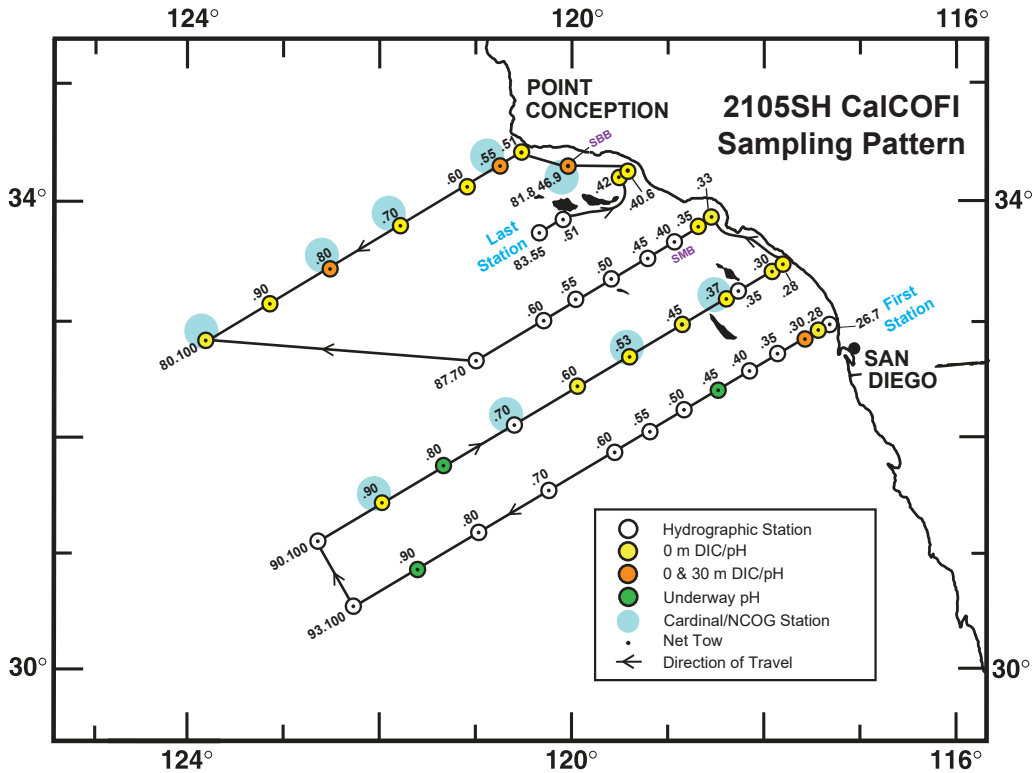 124°
120°
116°
POINT
CONCEPTION
2105SH CalCOFI
Sampling Pattern
34°
34°
.51
.55
.60
.70
.80
.90
80.100
SBB
81.8 46.9
.42
.40.6
.51
83.55
Last
Station
.33
.35
.40
SMB
.45
.50
.55
.60
87.70
.28
.30
.35
.37
.45
.53
.60
.70
.80
.90
90.100
First
Station
26.7
.28
.30
.35
.40
.45
.50
.55
.60
.70
.80
.90
93.100
SAN
DIEGO
Hydrographic Station
0 m DIC/pH
0 & 30 m DIC/pH
Underway pH
Cardinal/NCOG Station
Net Tow
Direction of Travel
30°
30°
124°
120°
116°